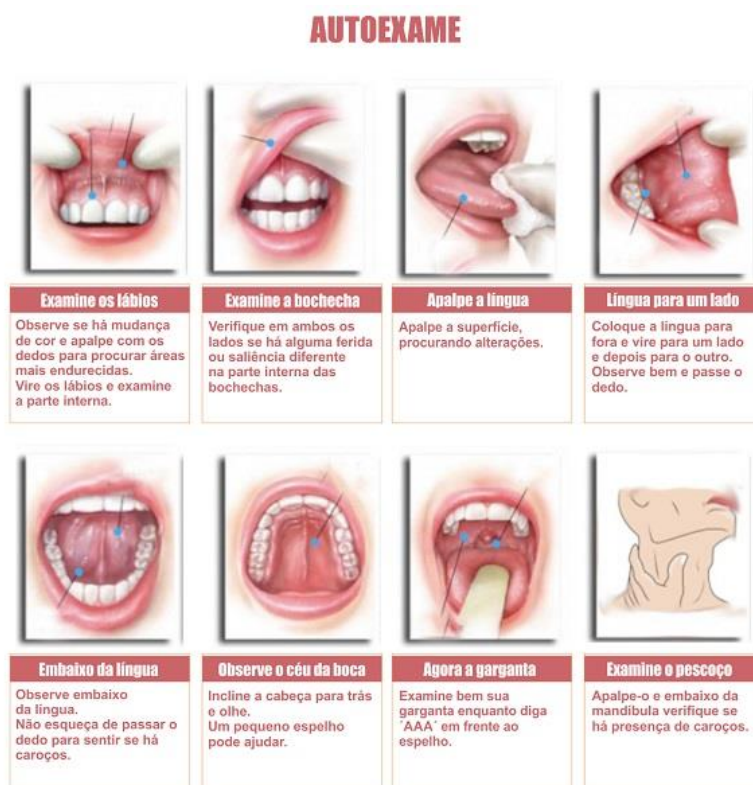 AUTOEXAME
Examine os lábios
Observe se há mudança
de cor e apalpe com os
dedos para procurar áreas
mais endurecidas.
Vire os lábios e examine
a parte interna.
Examine a bochecha
Verifique em ambos os
lados se há alguma ferida
ou saliência diferente
na parte interna das
bochechas.
Apalpe a língua
Apalpe a superfície,
procurando alterações.
Língua para um lado
Coloque a língua para
fora e vire para um lado
e depois para o outro.
Observe bem e passe o
dedo.
Embaixo da língua
Observe embaixo
da língua.
Não esqueça de passar o
dedo para sentir se há
caroços.
Observe o céu da boca
Incline a cabeça para trás
e olhe.
Um pequeno espelho
pode ajudar.
Agora a garganta
Examine bem sua
garganta enquanto diga
´AAA´ em frente ao
espelho.
Examine o pescoço
Apalpe-o e embaixo da
mandíbula verifique se
há presença de caroços.